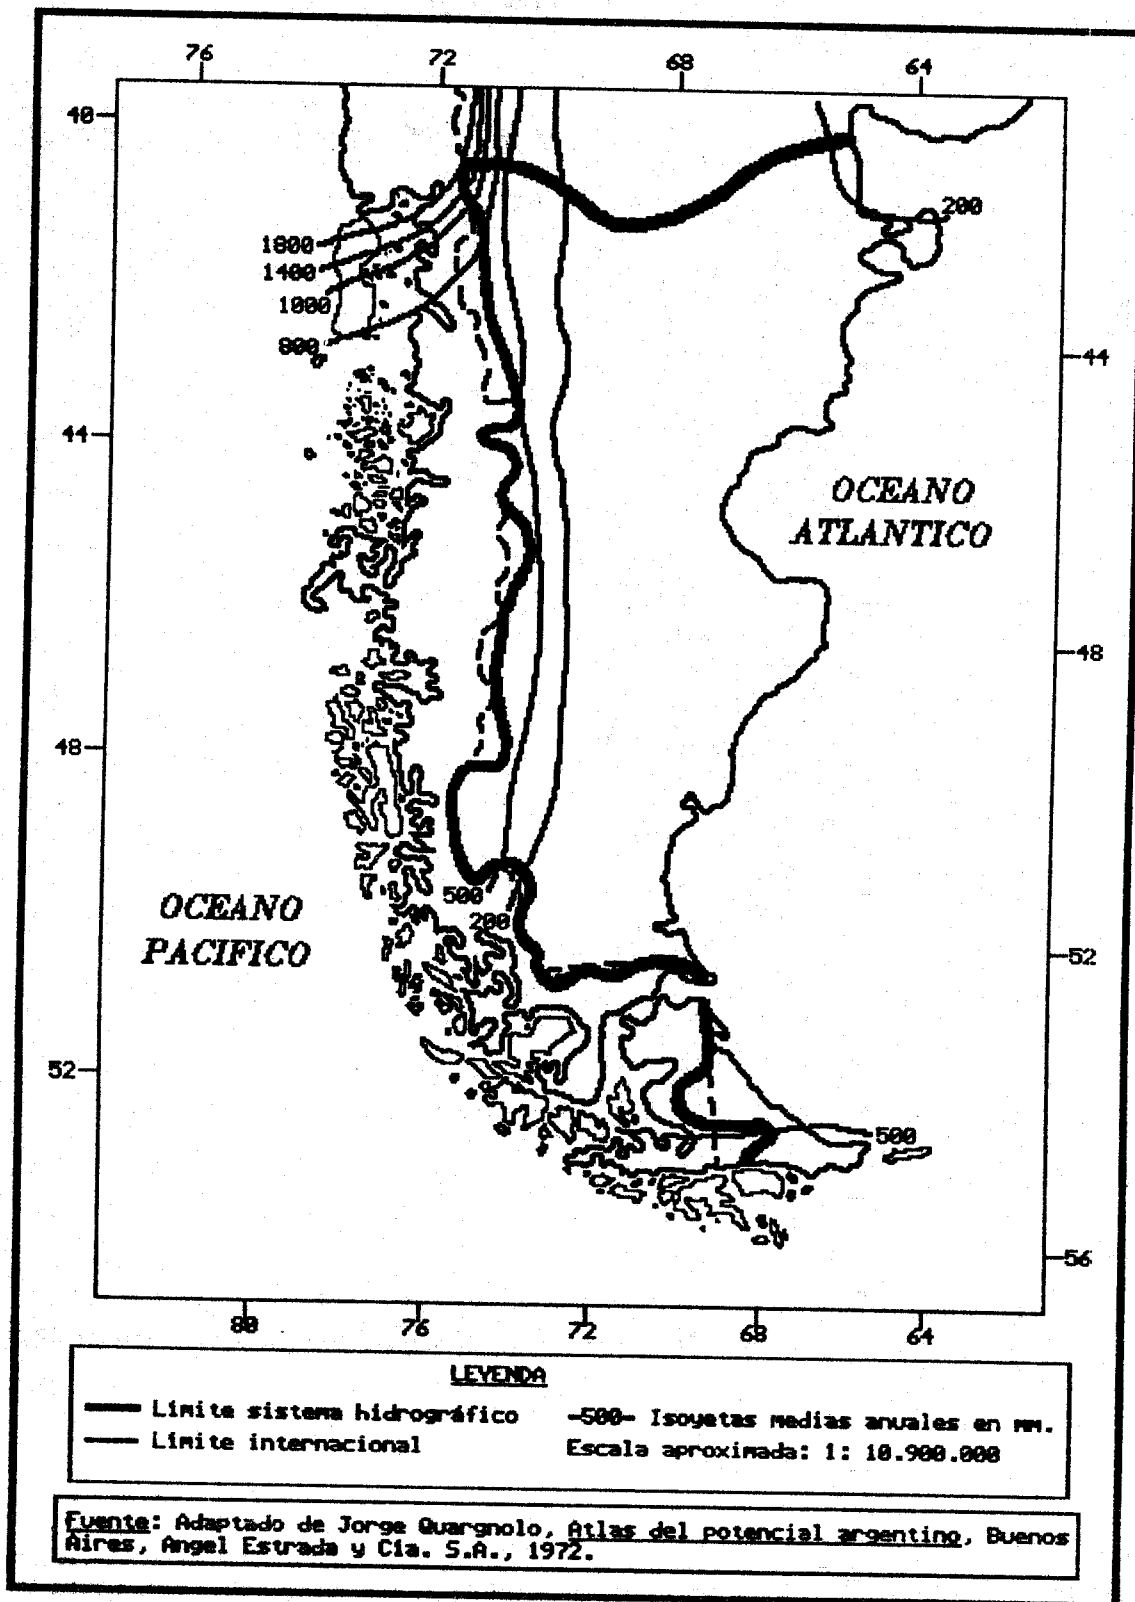 76 72 68 64
40
200
1800
1400
1000
800
44
44
OCEANO
ATLANTICO
48
48
500
OCEANO
200
PACIFICO
52
52
500
56
80 76 72 68 64
LEYENDA
Limite sistema hidrográfico -500- Isoyetas medias anuales en mm.
Limite internacional Escala aproximada: 1: 10.900.000
Fuente: Adaptado de Jorge Quargnolo, Atlas del potencial argentino, Buenos
Aires, Angel Estrada y Cia. S.A., 1972.